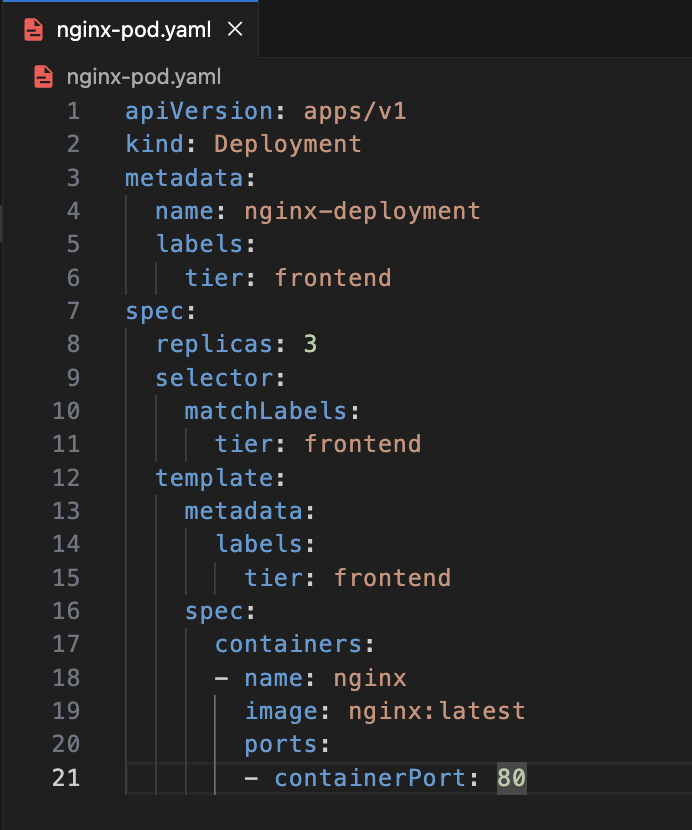 nginx-pod.yaml ×
nginx-pod.yaml
1 apiVersion: apps/v1
2 kind: Deployment
3 metadata:
4   name: nginx-deployment
5   labels:
6     tier: frontend
7 spec:
8   replicas: 3
9   selector:
10     matchLabels:
11       tier: frontend
12   template:
13     metadata:
14       labels:
15         tier: frontend
16     spec:
17       containers:
18       - name: nginx
19         image: nginx:latest
20         ports:
21         - containerPort: 80